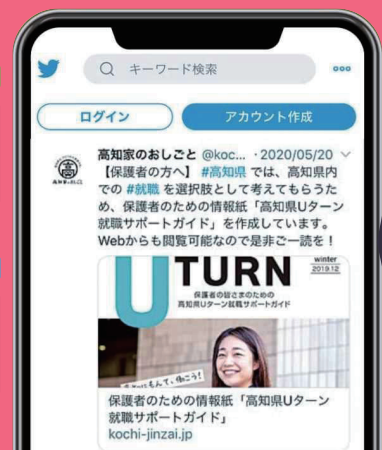 キーワード検索
ログイン
アカウント作成
高知家のおしごと @koc... ・2020/05/20
【保護者の方へ】 #高知県 では、高知県内
での #就職 を選択肢として考えてもらうた
め、保護者のための情報紙「高知県Uターン
就職サポートガイド」を作成しています。
Webからも閲覧可能なので是非ご一読を！
UTURN
winter
2019.12
保護者の皆さまのための
高知県Uターン就職サポートガイド
保護者のための情報紙「高知県Uターン
就職サポートガイド」
kochi-jinzai.jp